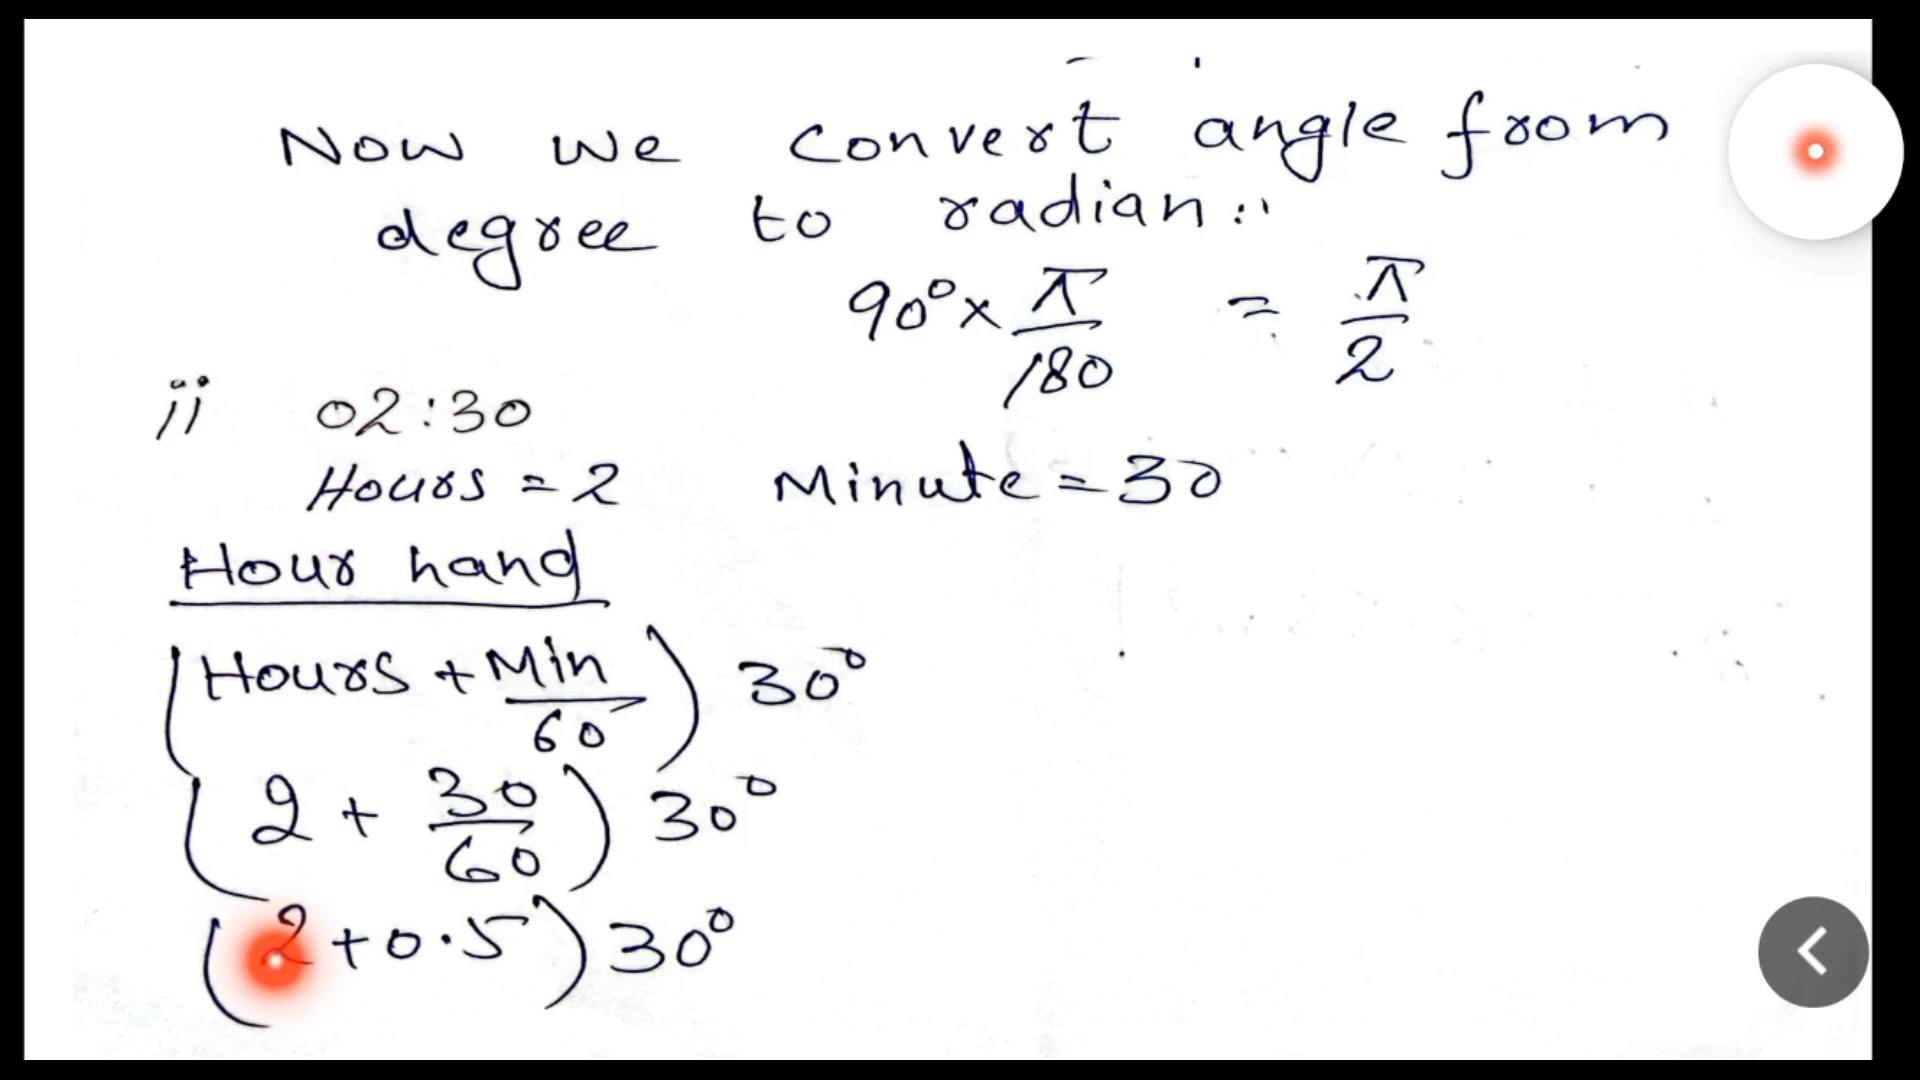 Now we convert angle from
degree to radian:'
90° × π/180 = π/2
ii 02:30
Hours = 2 Minute = 30
Hour hand
(Hours + Min/60) 30°
(2 + 30/60) 30°
(2 + 0.5) 30°